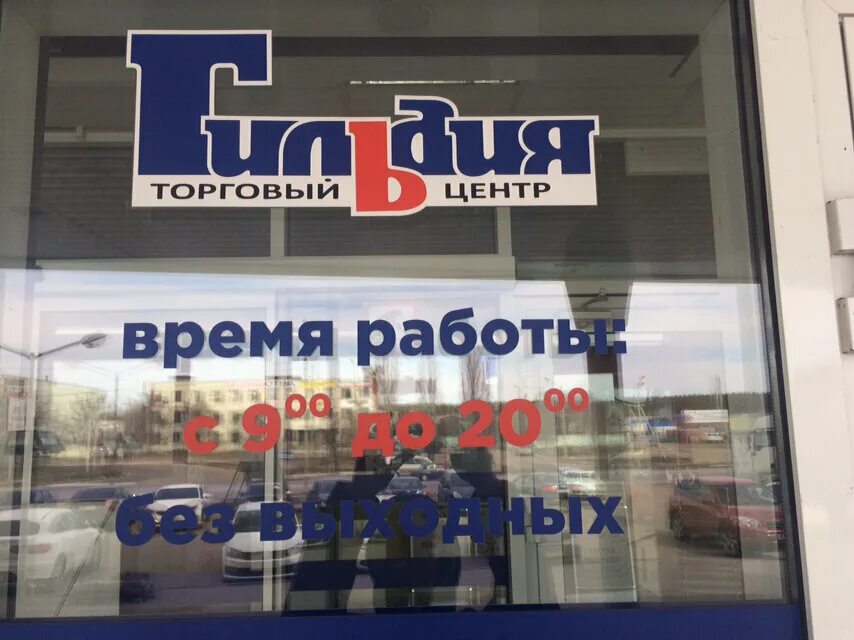 Гильдия
ТОРГОВЫЙ ЦЕНТР
время работы:
с 9⁰⁰ до 20⁰⁰
без выходных